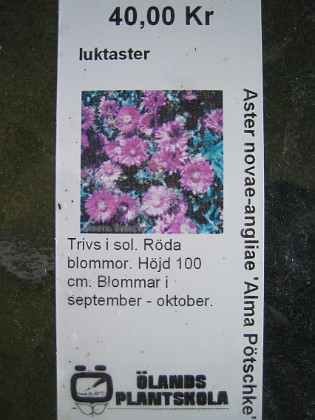 40,00 Kr
luktaster
Aster novae-angliae 'Alma Pötschke'
Trivs i sol. Röda
blommor. Höjd 100
cm. Blommar i
september - oktober.
ÖLANDS
PLANTSKOLA